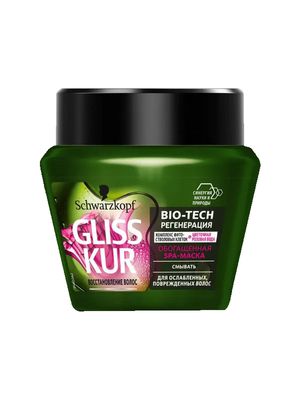 Schwarzkopf
GLISS
KUR
ВОССТАНОВЛЕНИЕ ВОЛОС
СИНЕРГИЯ
НАУКИ И
ПРИРОДЫ
BIO-TECH
РЕГЕНЕРАЦИЯ
КОМПЛЕКС ФИТО-
СТВОЛОВЫХ КЛЕТОК
+
ЦВЕТОЧНАЯ
РОЗОВАЯ ВОДА
ОБОГАЩЕННАЯ
SPA-МАСКА
СМЫВАТЬ
ДЛЯ ОСЛАБЛЕННЫХ,
ПОВРЕЖДЕННЫХ ВОЛОС